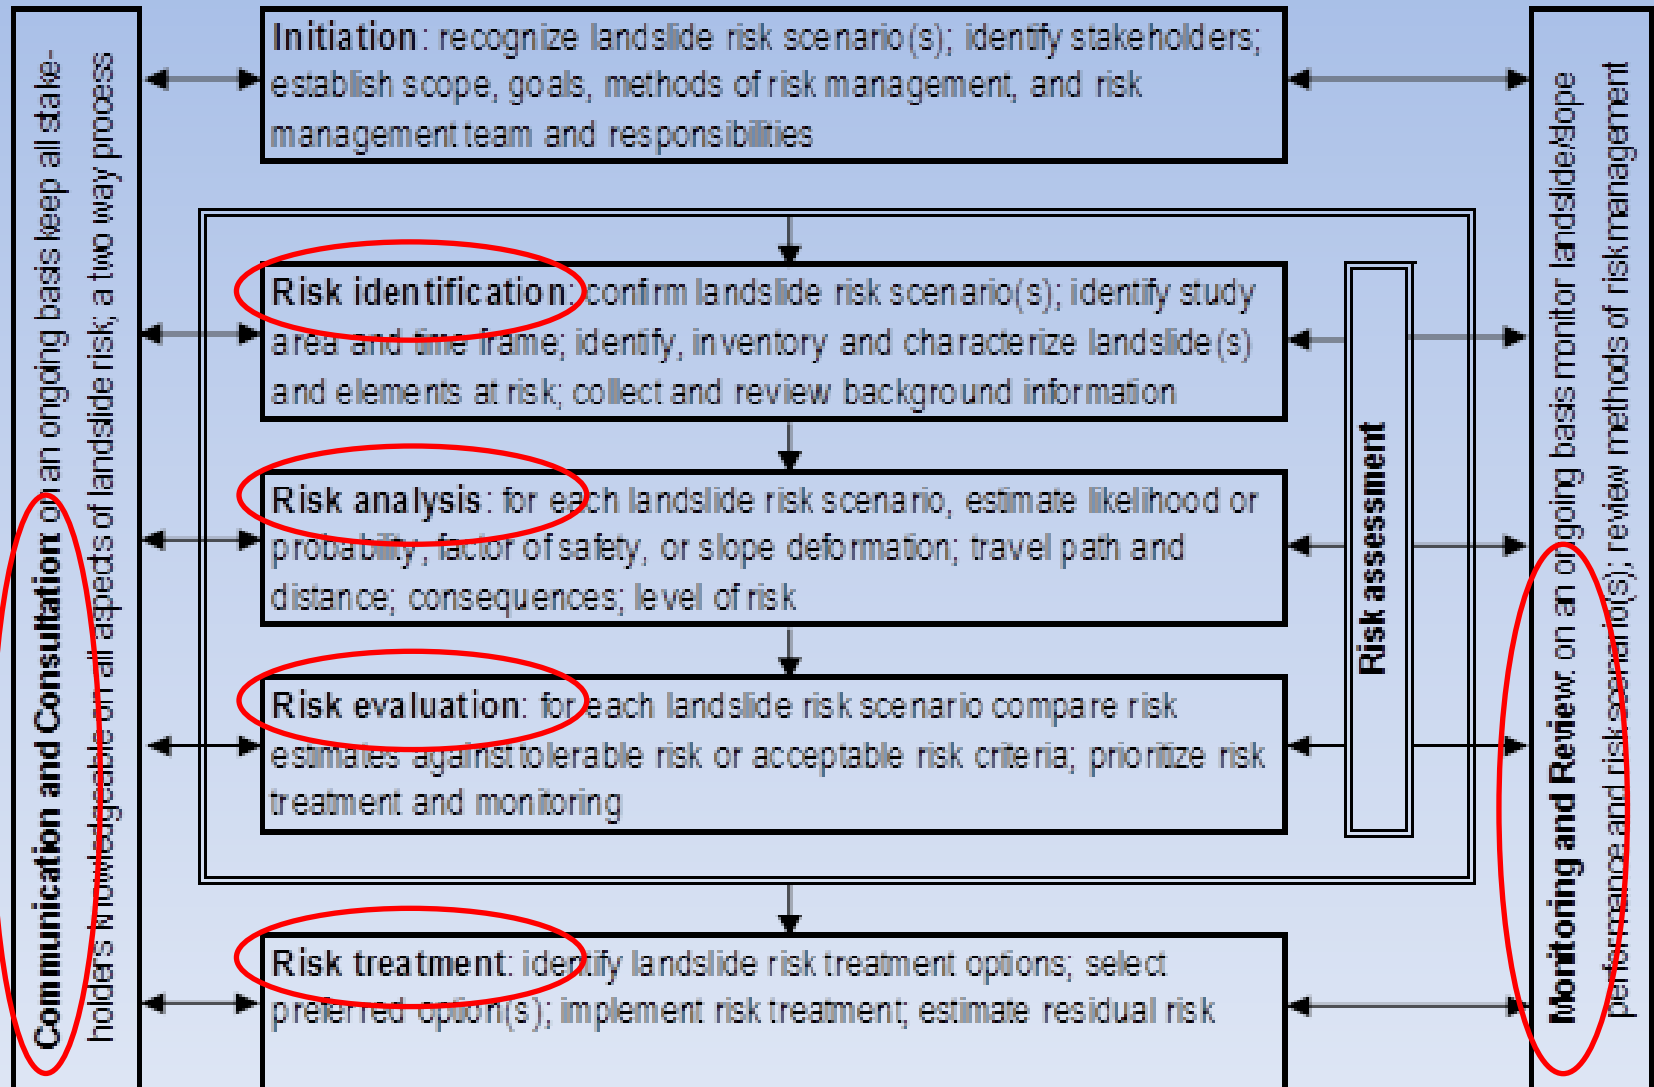 Communication and Consultation on an ongoing basis keep all stake-
holders knowledgeable on all aspects of landslide risk; a two way process
Initiation: recognize landslide risk scenario(s); identify stakeholders;
establish scope, goals, methods of risk management, and risk
management team and responsibilities
Risk identification: confirm landslide risk scenario(s); identify study
area and time frame; identify, inventory and characterize landslide(s)
and elements at risk; collect and review background information
Risk analysis: for each landslide risk scenario, estimate likelihood or
probability, factor of safety, or slope deformation; travel path and
distance; consequences; level of risk
Risk evaluation: for each landslide risk scenario compare risk
estimates against tolerable risk or acceptable risk criteria; prioritize risk
treatment and monitoring
Risk assessment
Risk treatment: identify landslide risk treatment options; select
preferred option(s); implement risk treatment; estimate residual risk
Monitoring and Review: on an ongoing basis monitor landslide/slope
performance and risk scenario(s); review methods of risk management